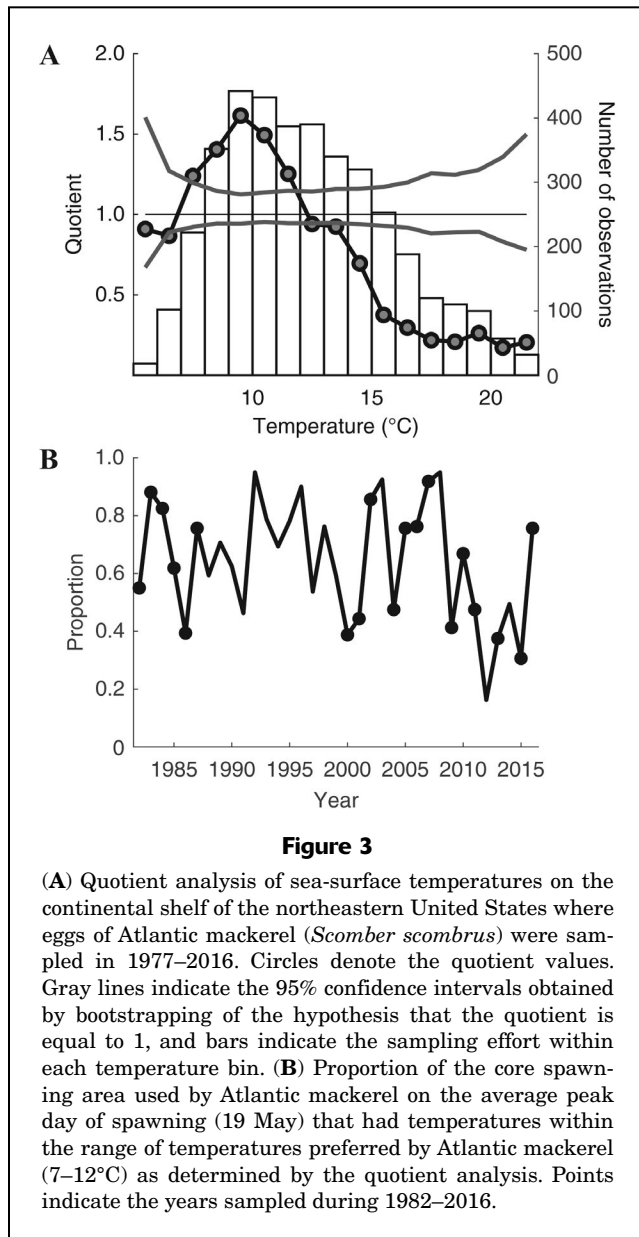 A
2.0
1.5
1.0
0.5
Quotient
500
400
300
200
100
0
Number of observations
10
15
20
Temperature (°C)
B
1.0
0.8
0.6
0.4
0.2
0
Proportion
1985
1990
1995
2000
2005
2010
2015
Year
Figure 3
(A) Quotient analysis of sea-surface temperatures on the
continental shelf of the northeastern United States where
eggs of Atlantic mackerel (Scomber scombrus) were sam-
pled in 1977–2016. Circles denote the quotient values.
Gray lines indicate the 95% confidence intervals obtained
by bootstrapping of the hypothesis that the quotient is
equal to 1, and bars indicate the sampling effort within
each temperature bin. (B) Proportion of the core spawn-
ing area used by Atlantic mackerel on the average peak
day of spawning (19 May) that had temperatures within
the range of temperatures preferred by Atlantic mackerel
(7–12°C) as determined by the quotient analysis. Points
indicate the years sampled during 1982–2016.